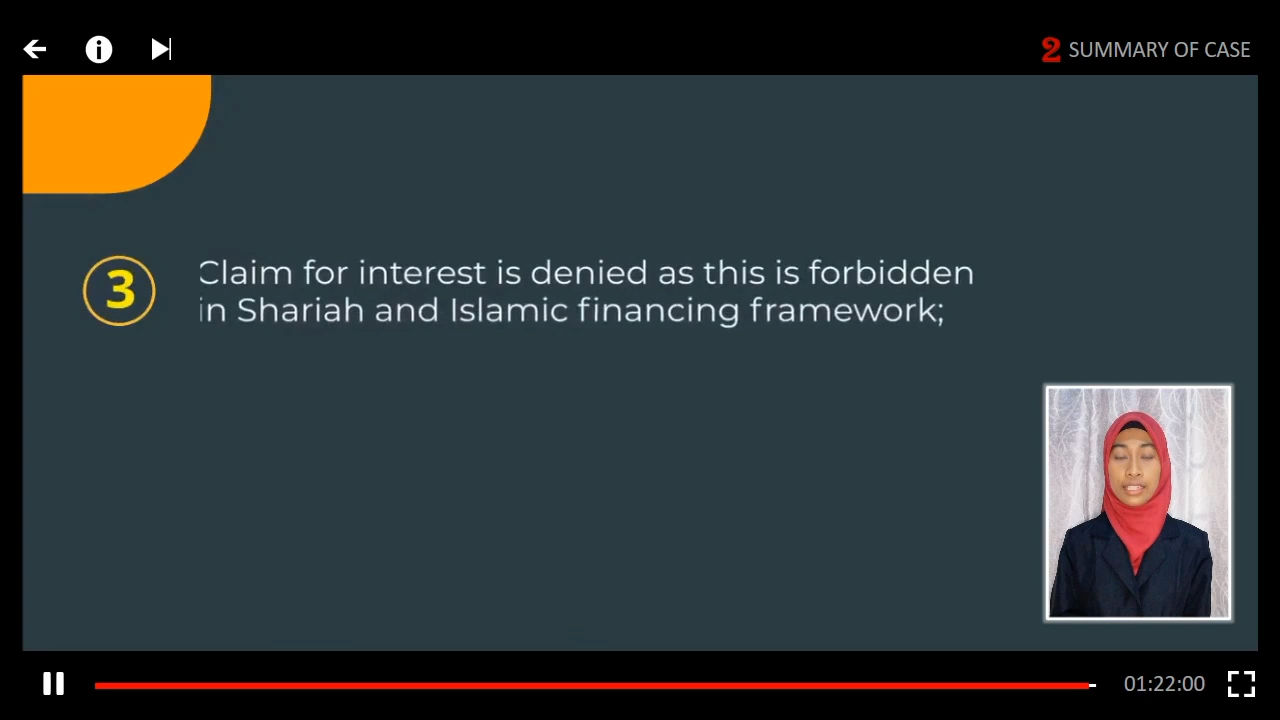 2 SUMMARY OF CASE
3
Claim for interest is denied as this is forbidden
in Shariah and Islamic financing framework;
01:22:00